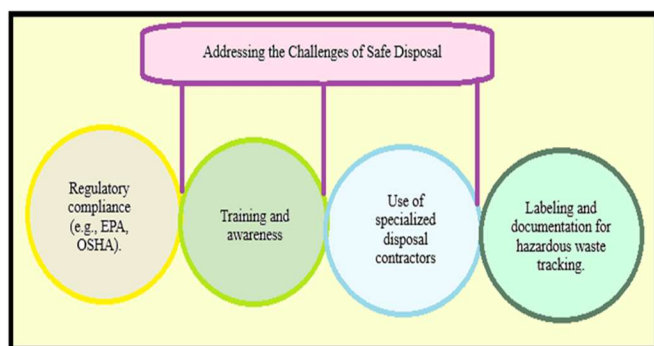 Addressing the Challenges of Safe Disposal
Regulatory
compliance
(e.g., EPA,
OSHA).
Training and
awareness
Use of
specialized
disposal
contractors
Labeling and
documentation for
hazardous waste
tracking.